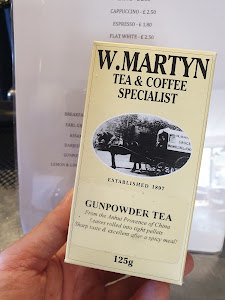 CAPPUCCINO - £ 2.50
ESPRESSO - £ 1.80
FLAT WHITE - £ 2.50
W.MARTYN
TEA & COFFEE
SPECIALIST
ESTABLISHED 1897
GUNPOWDER TEA
From the Anhui Provence of China
Leaves rolled into tight pellets
Sharp taste & excellent after a spicy meal!
125g